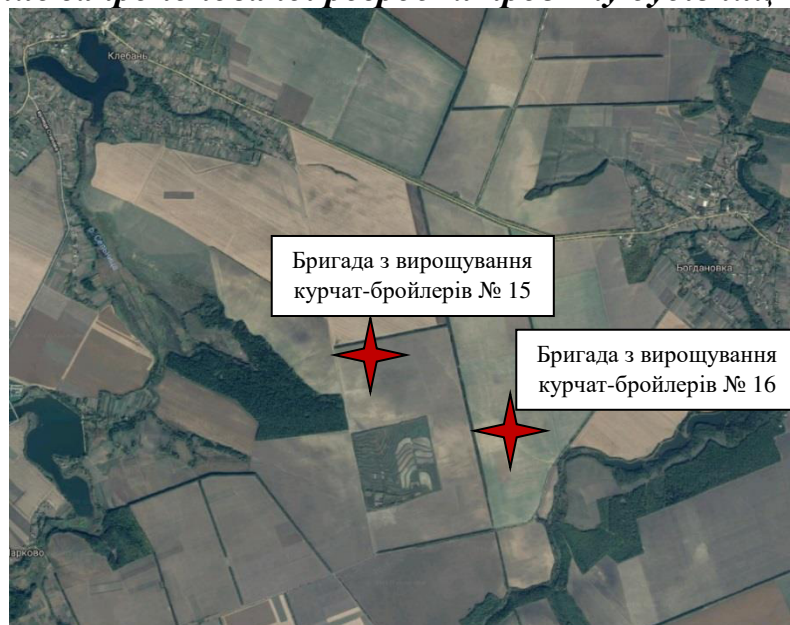 Клебань
Бригада з вирощування
курчат-бройлерів № 15
Богдановка
Бригада з вирощування
курчат-бройлерів № 16